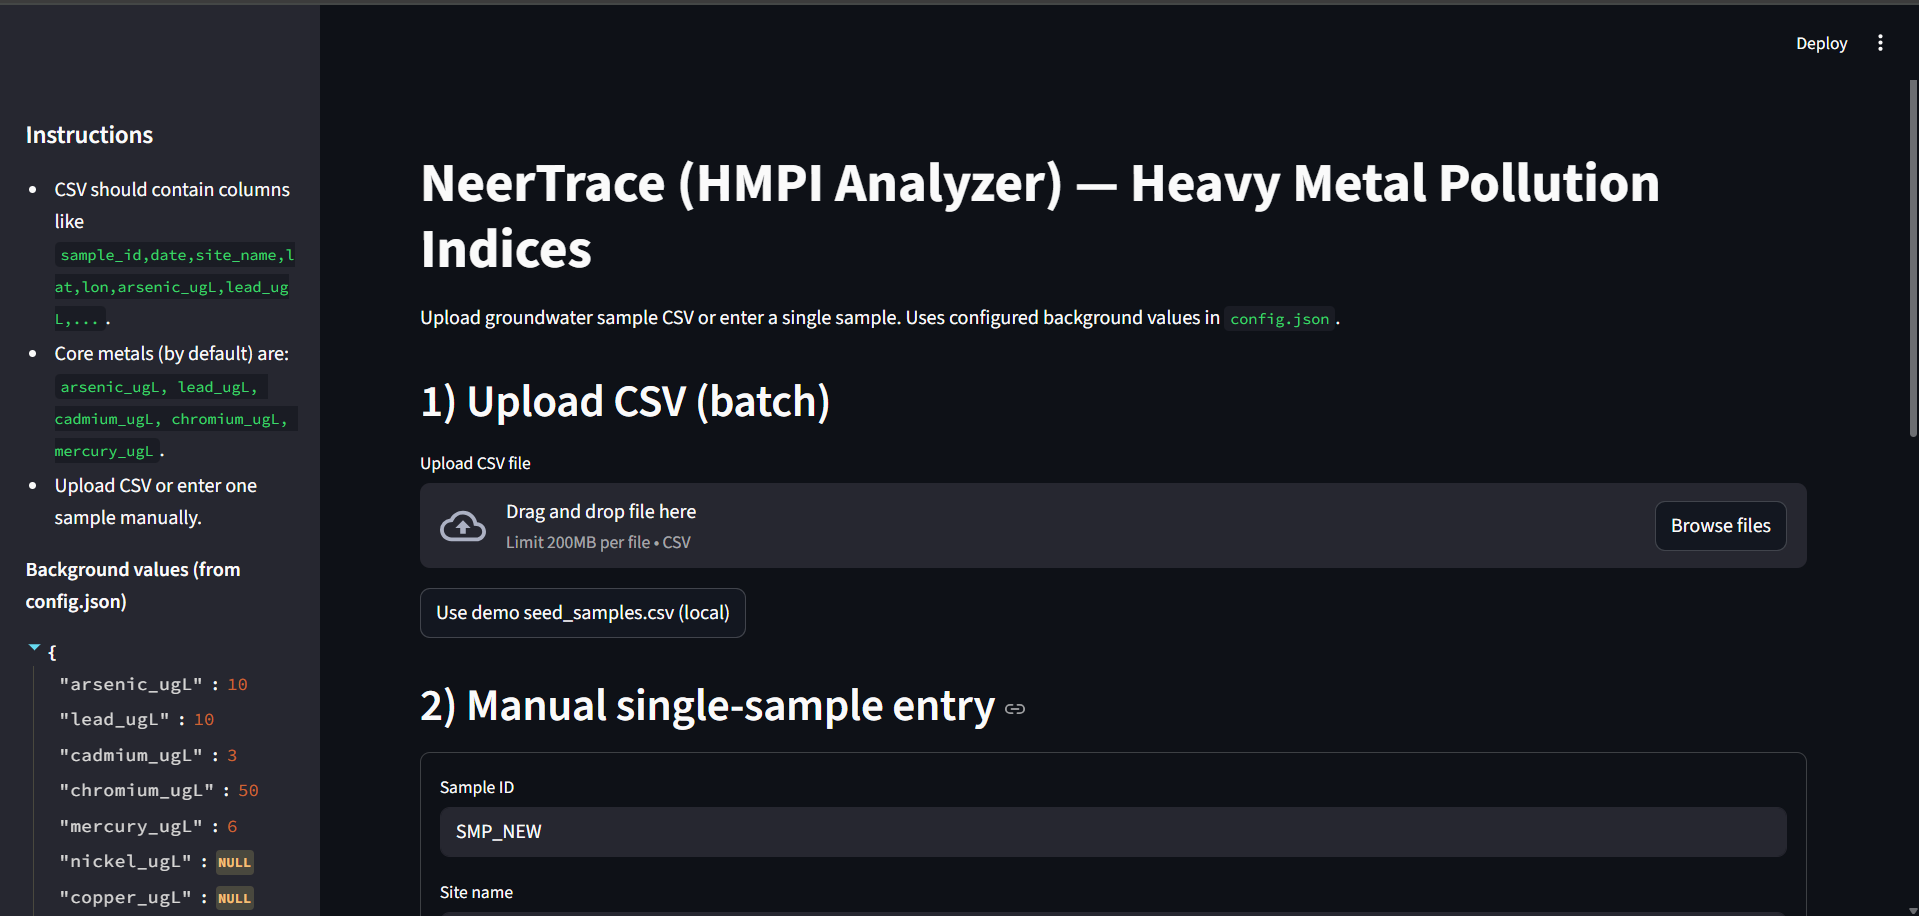 Deploy
Instructions
CSV should contain columns
like
sample_id,date,site_name,l
at,lon,arsenic_ugL,lead_ug
L,... .
Core metals (by default) are:
arsenic_ugL, lead_ugL,
cadmium_ugL, chromium_ugL,
mercury_ugL .
Upload CSV or enter one
sample manually.
Background values (from
config.json)
{
"arsenic_ugL" : 10
"lead_ugL" : 10
"cadmium_ugL" : 3
"chromium_ugL" : 50
"mercury_ugL" : 6
"nickel_ugL" : NULL
"copper_ugL" : NULL
NeerTrace (HMPI Analyzer) — Heavy Metal Pollution
Indices
Upload groundwater sample CSV or enter a single sample. Uses configured background values in config.json .
1) Upload CSV (batch)
Upload CSV file
Drag and drop file here
Limit 200MB per file • CSV
Browse files
Use demo seed_samples.csv (local)
2) Manual single-sample entry
Sample ID
SMP_NEW
Site name